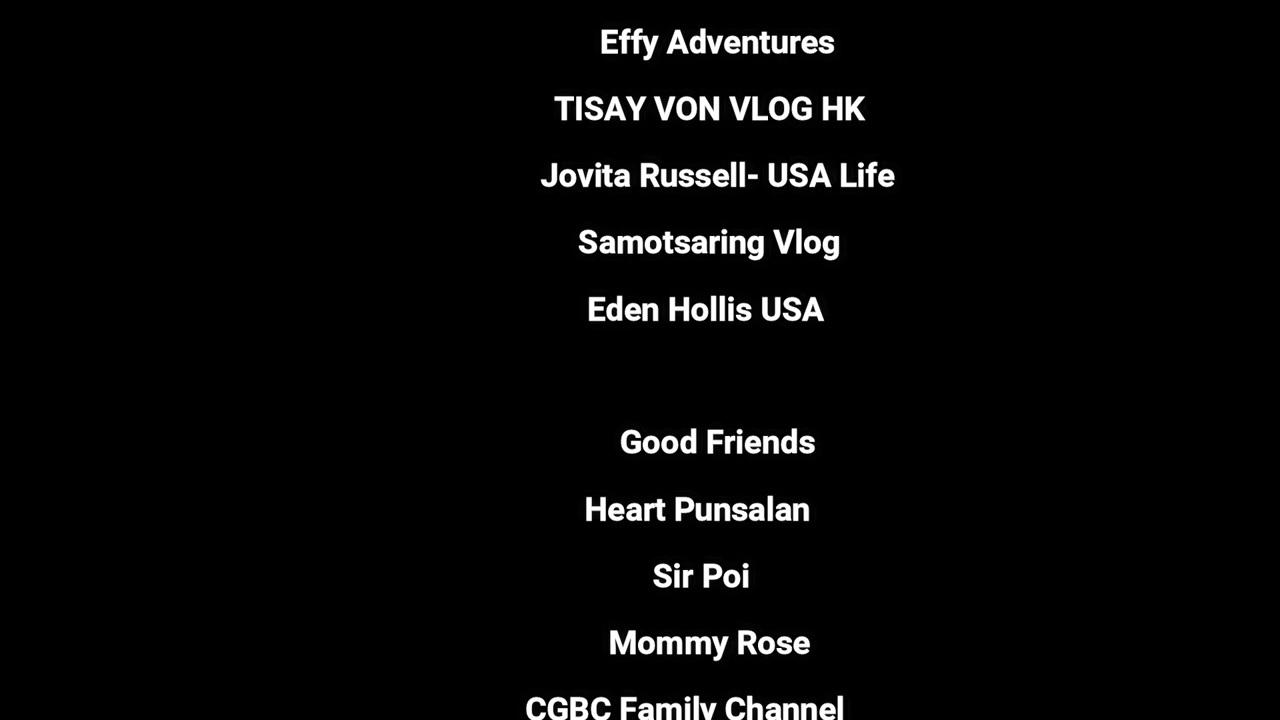 Effy Adventures
TISAY VON VLOG HK
Jovita Russell- USA Life
Samotsaring Vlog
Eden Hollis USA
Good Friends
Heart Punsalan
Sir Poi
Mommy Rose
CGBC Family Channel